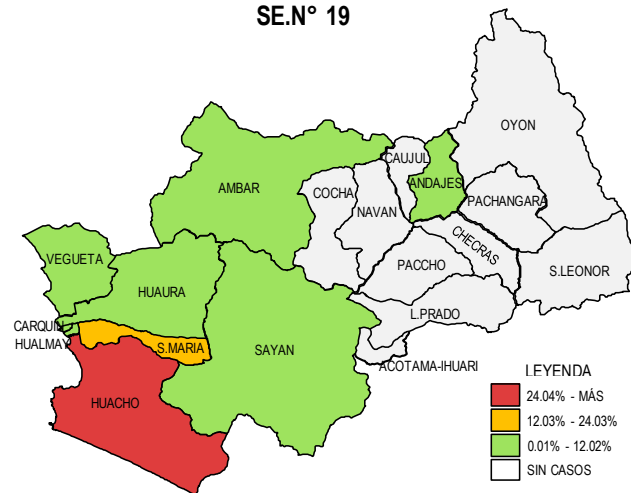 SE.N° 19
OYON
CAUJUL
ANDAJES
AMBAR
COCHA
NAVAN
PACHANGARA
CHECRAS
VEGUETA
HUAURA
PACCHO
S.LEONOR
L.PRADO
CARQUIN
HUALMAY
S.MARIA
SAYAN
ACOTAMA-IHUARI
HUACHO
LEYENDA
24.04% - MÁS
12.03% - 24.03%
0.01% - 12.02%
SIN CASOS